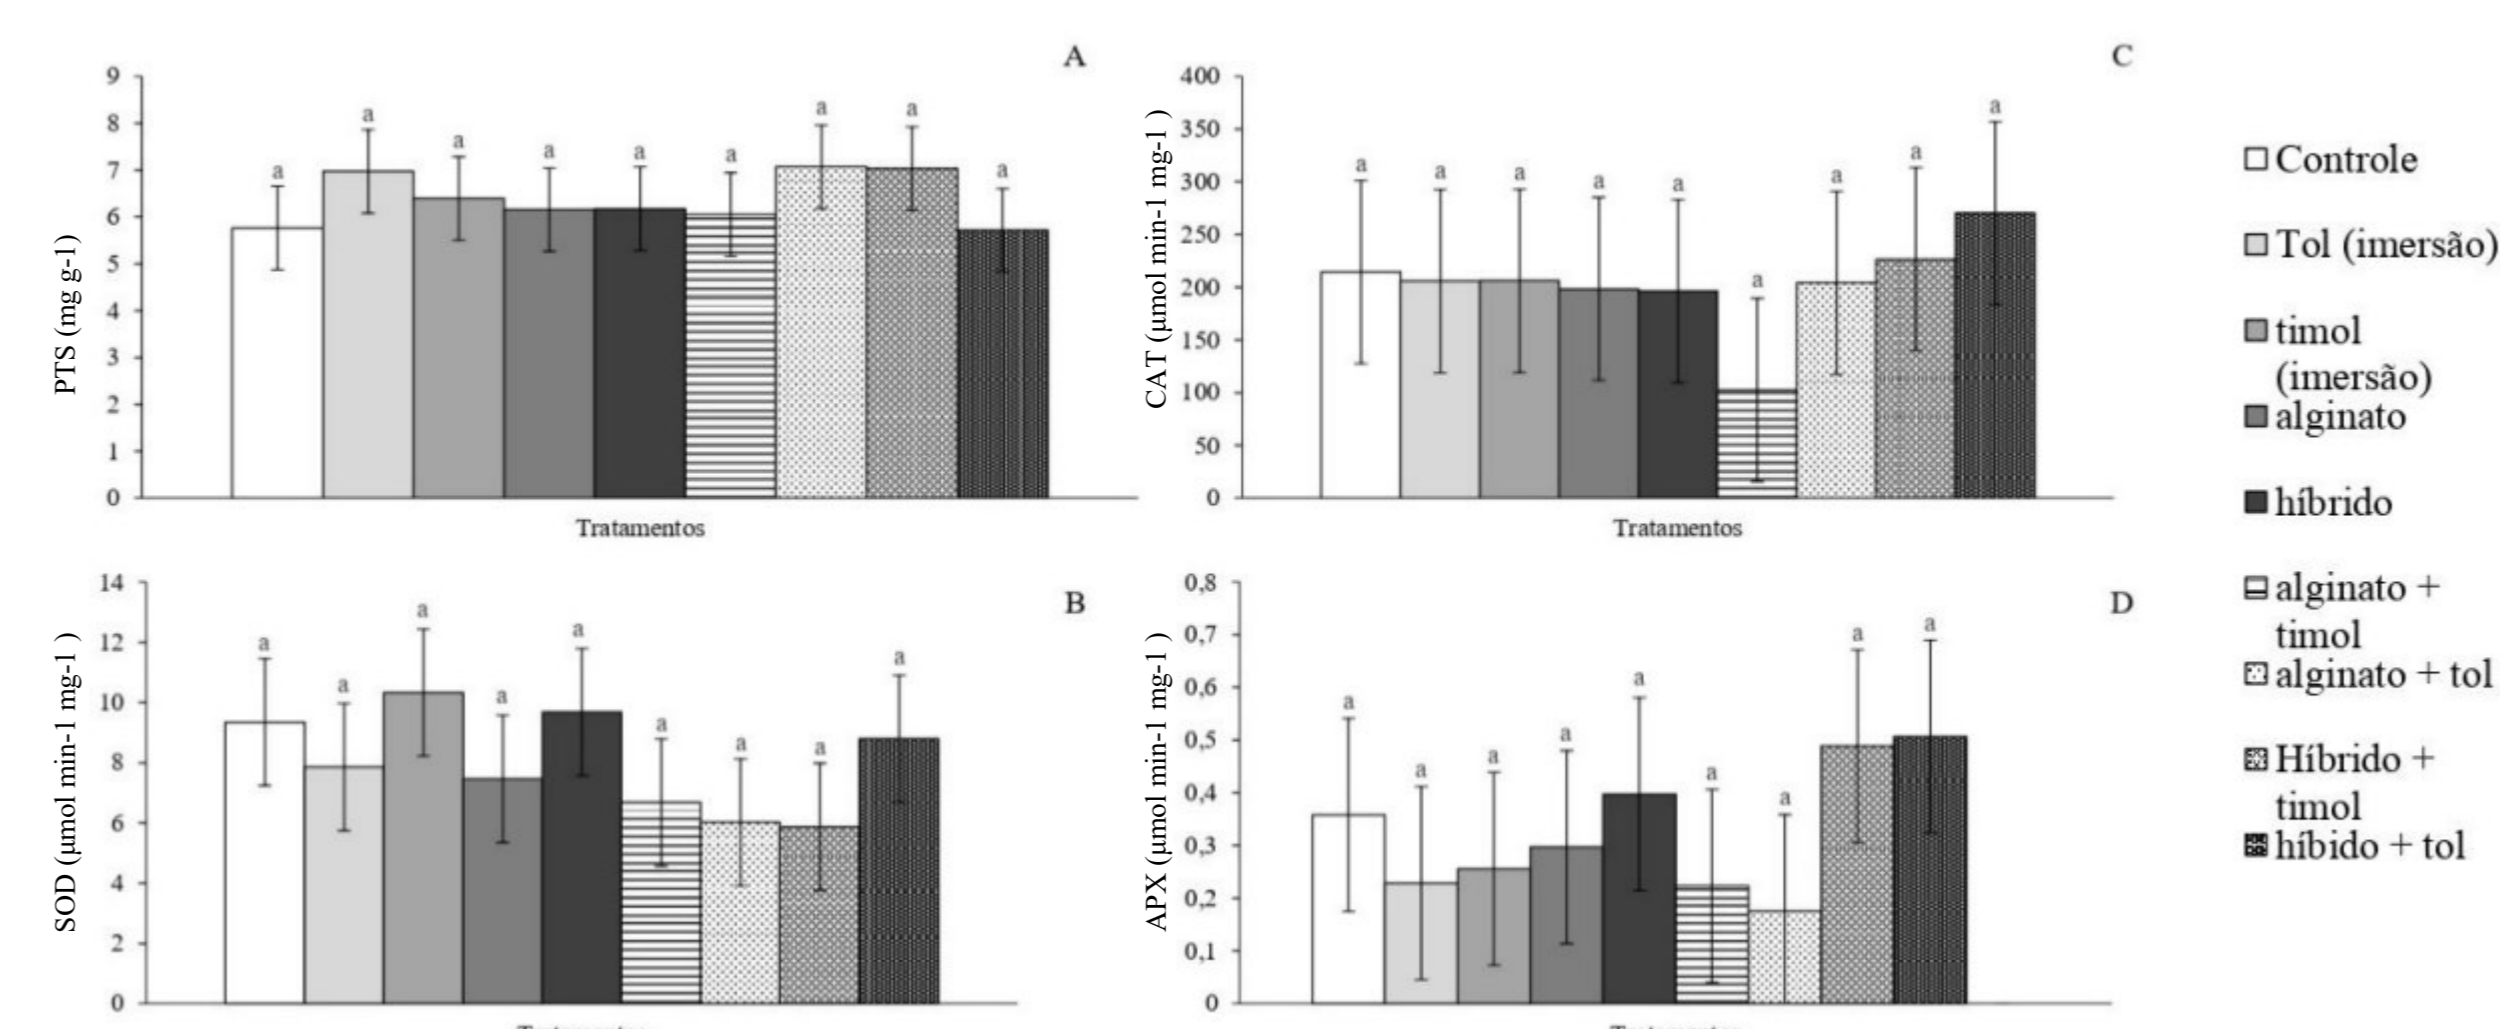 A
9
8
7
6
5
4
3
2
1
0
PTS (mg g-1)
a a a a a a a a a
Tratamentos
C
400
350
300
250
200
150
100
50
0
CAT (µmol min-1 mg-1 )
a a a a a a a a a
Tratamentos
B
14
12
10
8
6
4
2
0
SOD (µmol min-1 mg-1 )
a a a a a a a a a
D
0,8
0,7
0,6
0,5
0,4
0,3
0,2
0,1
0
APX (µmol min-1 mg-1 )
a a a a a a a a a
Controle
Tol (imersão)
timol
(imersão)
alginato
híbrido
alginato +
timol
alginato + tol
Híbrido +
timol
híbido + tol